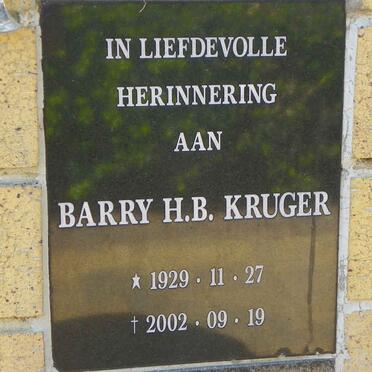 IN LIEFDEVOLLE
HERINNERING
AAN
BARRY H.B. KRUGER
★ 1929 · 11 · 27
† 2002 · 09 · 19